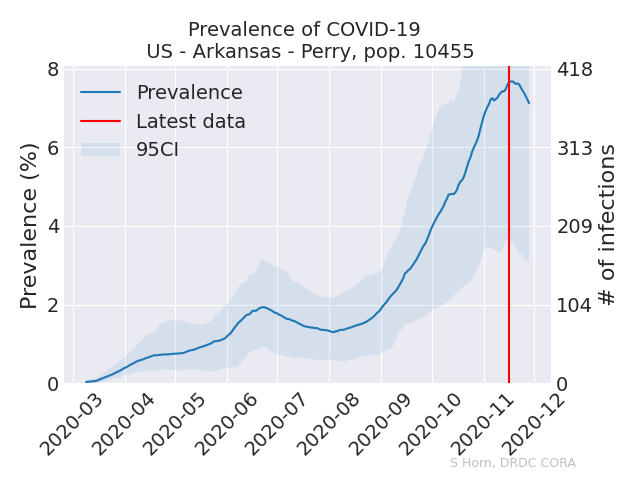 Prevalence of COVID-19
US - Arkansas - Perry, pop. 10455
Prevalence
Latest data
95CI
Prevalence (%)
8
6
4
2
0
# of infections
418
313
209
104
0
2020-03
2020-04
2020-05
2020-06
2020-07
2020-08
2020-09
2020-10
2020-11
2020-12
S Horn, DRDC CORA